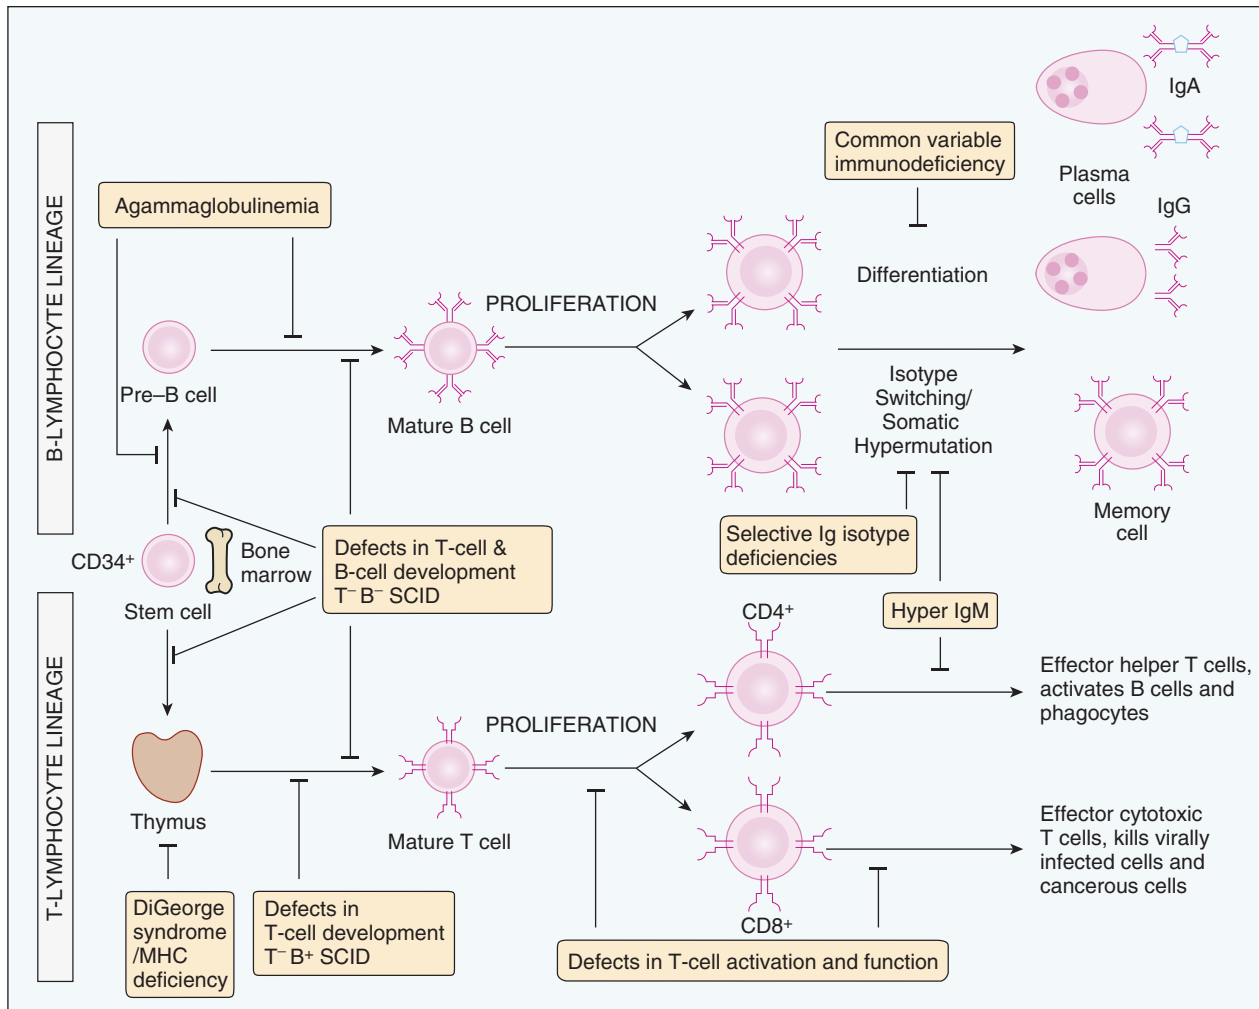 B-LYMPHOCYTE LINEAGE
T-LYMPHOCYTE LINEAGE
Agammaglobulinemia
Pre–B cell
CD34⁺
Stem cell
Bone
marrow
PROLIFERATION
Mature B cell
Common variable
immunodeficiency
Differentiation
Isotype
Switching/
Somatic
Hypermutation
IgA
Plasma
cells
IgG
Memory
cell
Selective Ig isotype
deficiencies
Hyper IgM
Defects in T-cell &
B-cell development
T⁻ B⁻ SCID
Thymus
PROLIFERATION
Mature T cell
CD4⁺
CD8⁺
Effector helper T cells,
activates B cells and
phagocytes
Effector cytotoxic
T cells, kills virally
infected cells and
cancerous cells
DiGeorge
syndrome
/MHC
deficiency
Defects in
T-cell development
T⁻ B⁺ SCID
Defects in T-cell activation and function